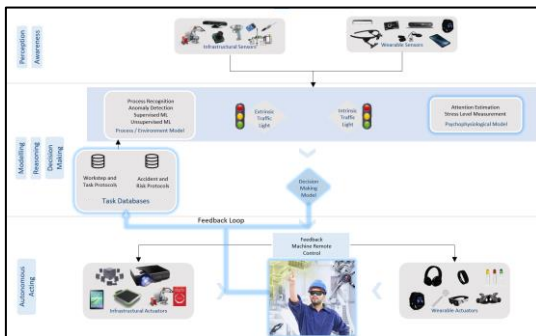 Perception
Awareness
Infrastructural Sensors
Wearable Sensors
Modelling
Reasoning
Decision
Making
Process Recognition
Anomaly Detection
Supervised ML
Unsupervised ML
Process / Environment Model
Extrinsic
Traffic
Light
Intrinsic
Traffic
Light
Attention Estimation
Stress Level Measurement
Psychophysiological Model
Workstep and
Task Protocols
Accident and
Risk Protocols
Task Databases
Decision
Making
Model
Feedback Loop
Autonomous
Acting
Feedback
Machine Remote
Control
Infrastructural Actuators
Wearable Actuators